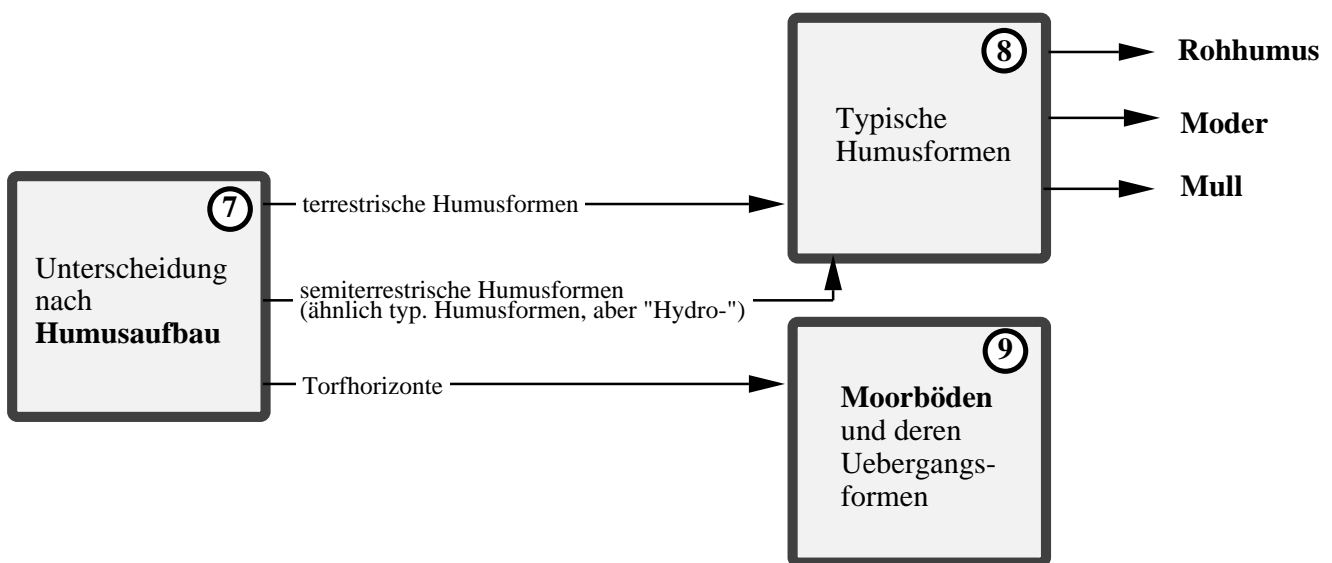 7
Unterscheidung
nach
Humusaufbau
terrestrische Humusformen
semiterrestrische Humusformen
(ähnlich typ. Humusformen, aber "Hydro-")
Torfhorizonte
8
Typische
Humusformen
Rohhumus
Moder
Mull
9
Moorböden
und deren
Uebergangs-
formen